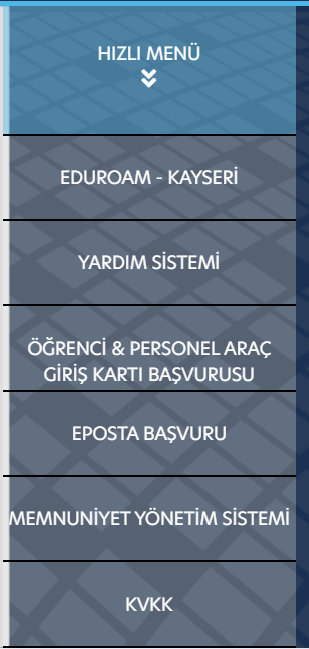 HIZLI MENÜ
EDUROAM - KAYSERİ
YARDIM SİSTEMİ
ÖĞRENCİ & PERSONEL ARAÇ
GİRİŞ KARTI BAŞVURUSU
EPOSTA BAŞVURU
MEMNUNİYET YÖNETİM SİSTEMİ
KVKK